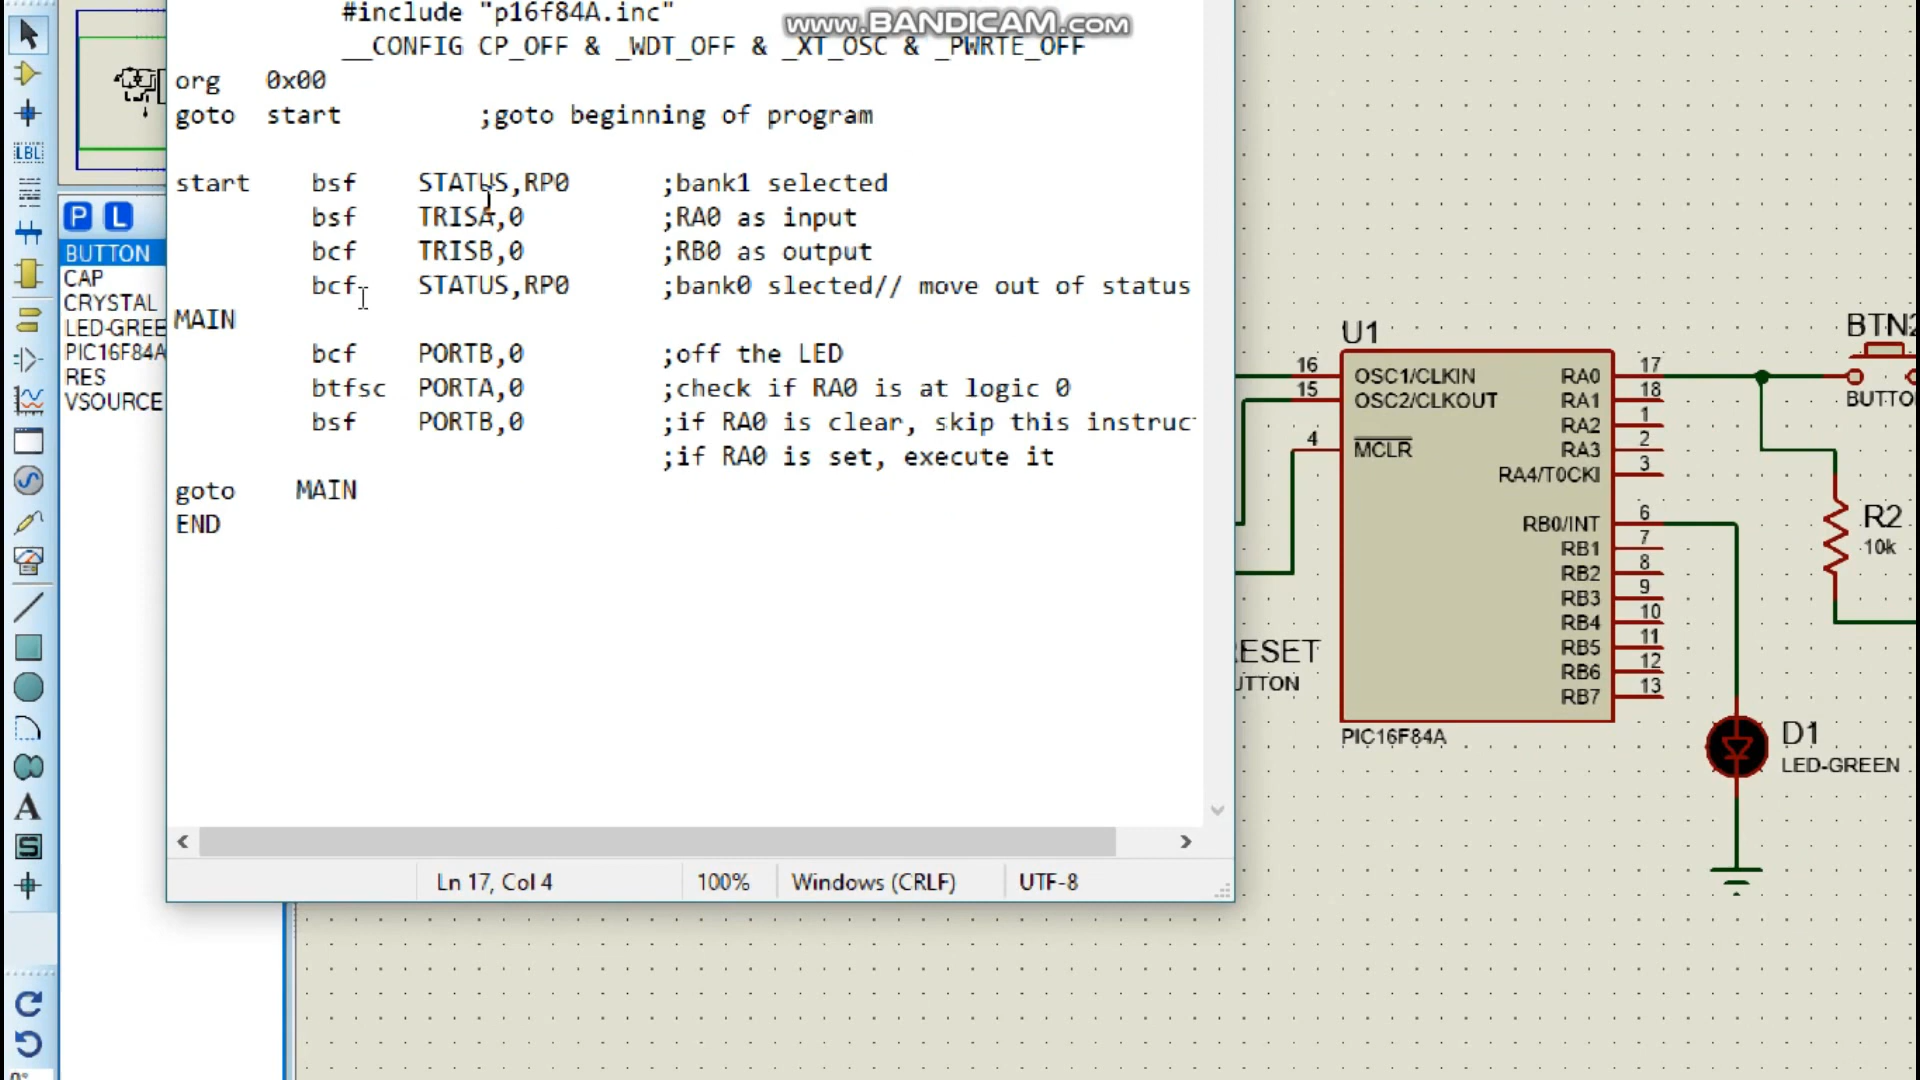 #include "p16f84A.inc"
www.BANDICAM.com
__CONFIG CP_OFF & _WDT_OFF & _XT_OSC & _PWRTE_OFF
org 0x00
goto start ;goto beginning of program
start bsf STATUS,RP0 ;bank1 selected
bsf TRISA,0 ;RA0 as input
bcf TRISB,0 ;RB0 as output
bcf STATUS,RP0 ;bank0 slected// move out of status
MAIN
bcf PORTB,0 ;off the LED
btfsc PORTA,0 ;check if RA0 is at logic 0
bsf PORTB,0 ;if RA0 is clear, skip this instruc
;if RA0 is set, execute it
goto MAIN
END
Ln 17, Col 4
100%
Windows (CRLF)
UTF-8
LBL
P L
BUTTON
CAP
CRYSTAL
LED-GREE
PIC16F84A
RES
VSOURCE
A
S
U1
16 OSC1/CLKIN
15 OSC2/CLKOUT
4 MCLR
RA0 17
RA1 18
RA2 1
RA3 2
RA4/T0CKI 3
RB0/INT 6
RB1 7
RB2 8
RB3 9
RB4 10
RB5 11
RB6 12
RB7 13
PIC16F84A
BTN2
BUTTO
R2
10k
ESET
UTTON
D1
LED-GREEN